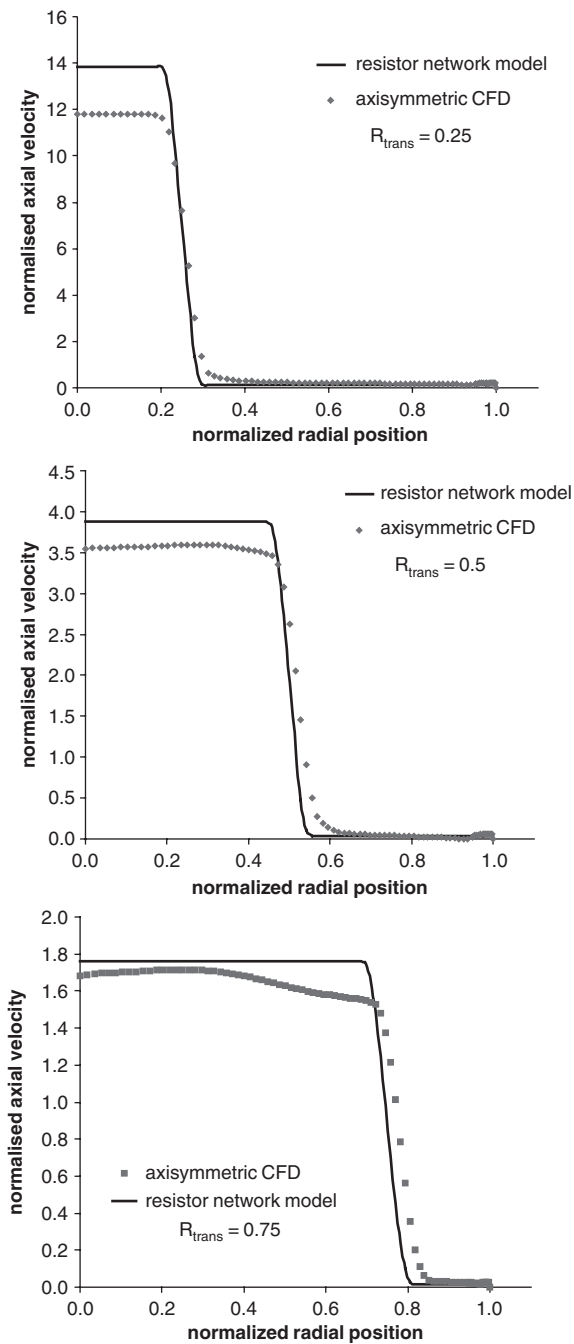 16
14
12
10
8
6
4
2
0
normalised axial velocity
resistor network model
axisymmetric CFD
R_trans = 0.25
0.0 0.2 0.4 0.6 0.8 1.0
normalized radial position
4.5
4.0
3.5
3.0
2.5
2.0
1.5
1.0
0.5
0.0
normalised axial velocity
resistor network model
axisymmetric CFD
R_trans = 0.5
0.0 0.2 0.4 0.6 0.8 1.0
normalized radial position
2.0
1.8
1.6
1.4
1.2
1.0
0.8
0.6
0.4
0.2
0.0
normalised axial velocity
axisymmetric CFD
resistor network model
R_trans = 0.75
0.0 0.2 0.4 0.6 0.8 1.0
normalized radial position